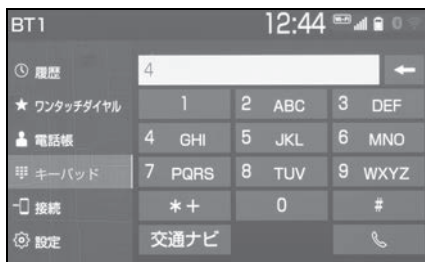 BT1 12:44 Wi-Fi
履歴
4
ワンタッチダイヤル
1
2 ABC
3 DEF
電話帳
4 GHI
5 JKL
6 MNO
キーパッド
7 PQRS
8 TUV
9 WXYZ
接続
*+
0
#
設定
交通ナビ